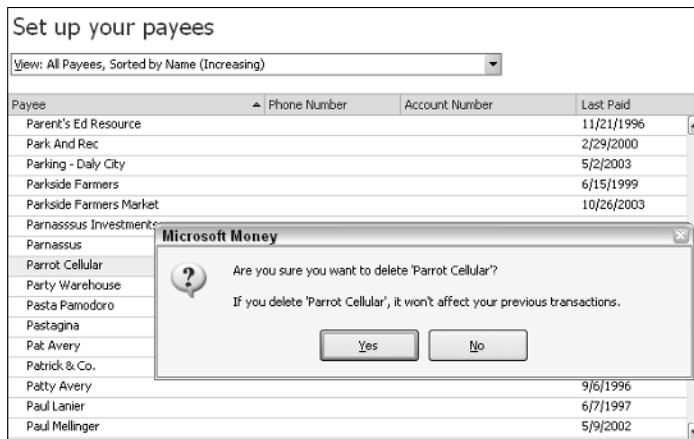 Set up your payees
View: All Payees, Sorted by Name (Increasing)
Payee Phone Number Account Number Last Paid
Parent's Ed Resource 11/21/1996
Park And Rec 2/29/2000
Parking - Daly City 5/2/2003
Parkside Farmers 6/15/1999
Parkside Farmers Market 10/26/2003
Parnasssus Investments
Parnassus
Parrot Cellular
Party Warehouse
Pasta Pamodoro
Pastagina
Pat Avery
Patrick & Co.
Patty Avery 9/6/1996
Paul Lanier 6/7/1997
Paul Mellinger 5/9/2002
Microsoft Money
Are you sure you want to delete 'Parrot Cellular'?
If you delete 'Parrot Cellular', it won't affect your previous transactions.
Yes No